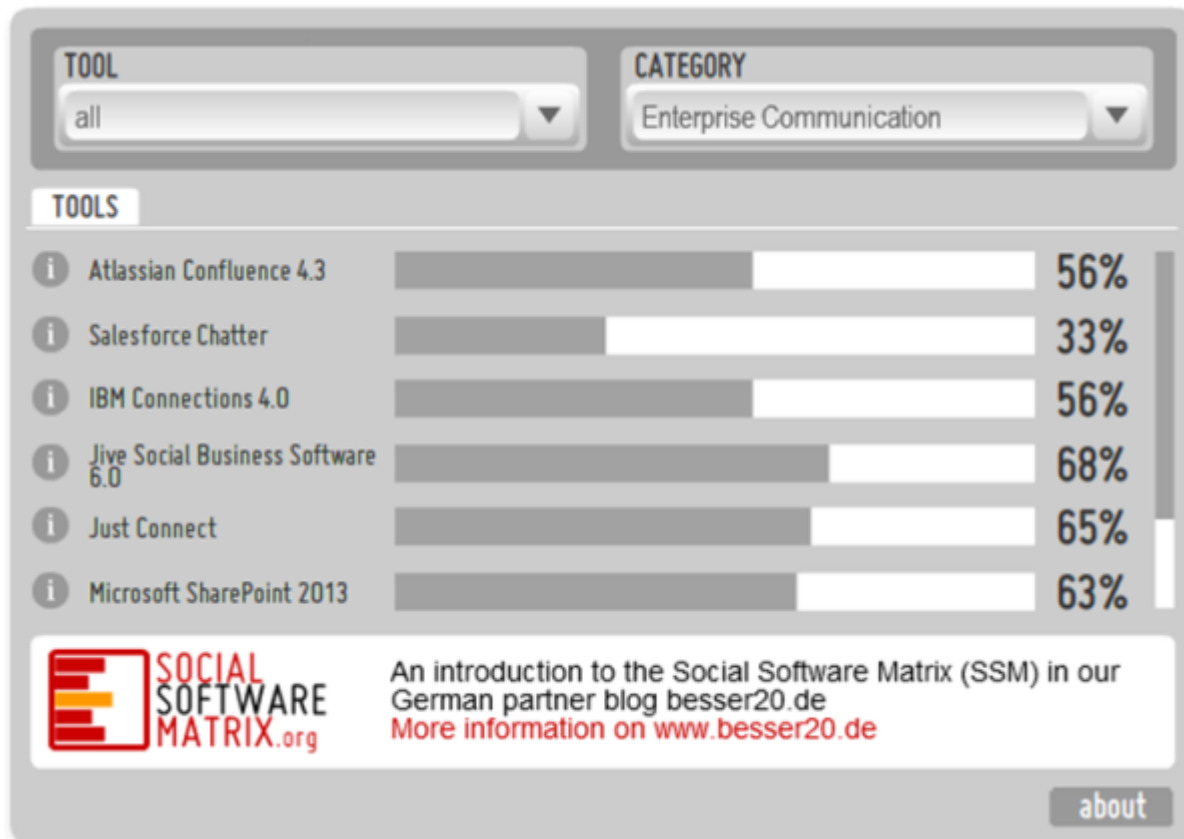 TOOL
CATEGORY
all
Enterprise Communication
TOOLS
i Atlassian Confluence 4.3 56%
i Salesforce Chatter 33%
i IBM Connections 4.0 56%
i Jive Social Business Software
6.0 68%
i Just Connect 65%
i Microsoft SharePoint 2013 63%
SOCIAL
SOFTWARE
MATRIX.org
An introduction to the Social Software Matrix (SSM) in our
German partner blog besser20.de
More information on www.besser20.de
about